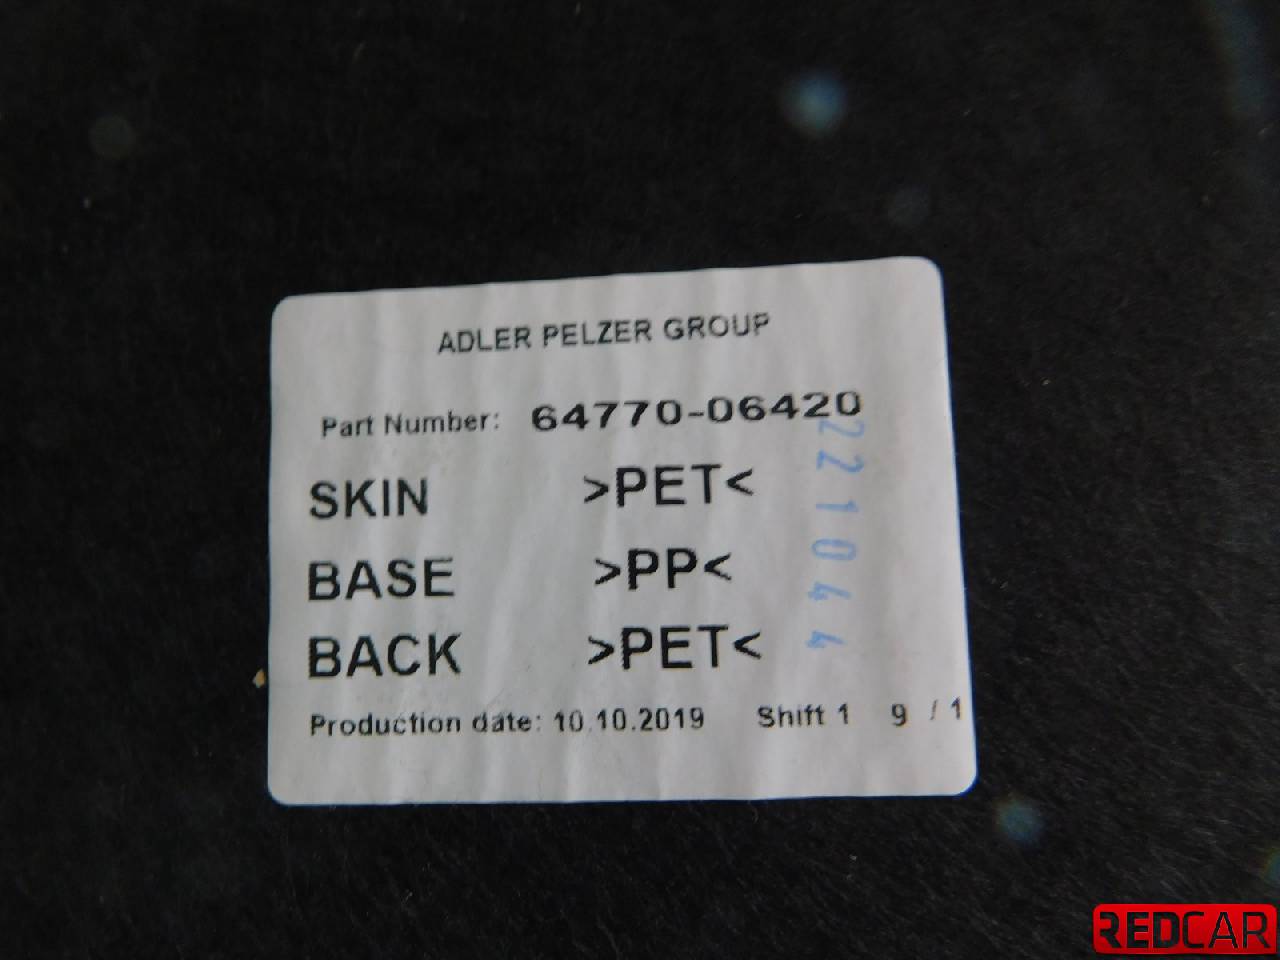 ADLER PELZER GROUP
Part Number: 64770-06420
SKIN >PET<
BASE >PP<
BACK >PET<
Production date: 10.10.2019 Shift 1 9 / 1
221044
REDCAR